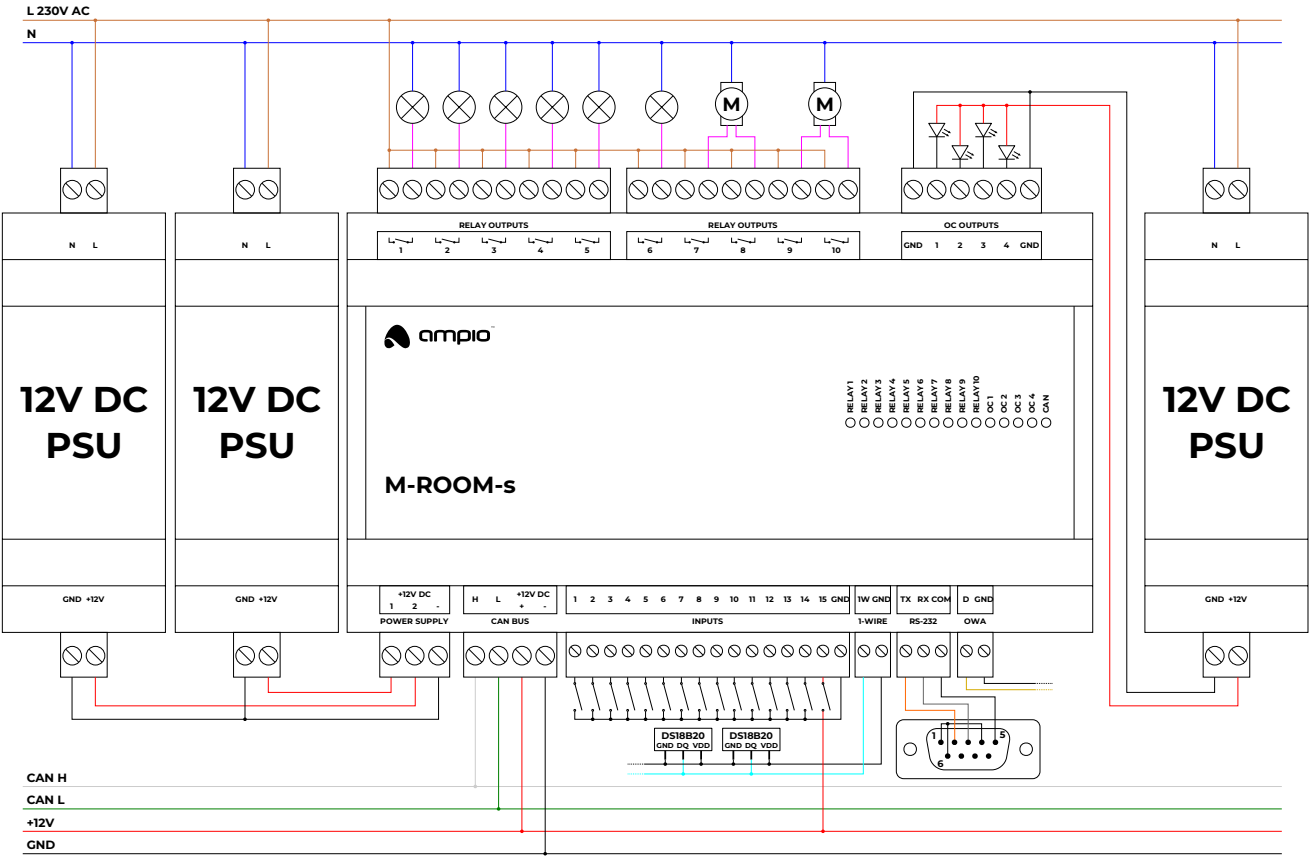 L 230V AC
N
M
M
RELAY OUTPUTS
1 2 3 4 5
RELAY OUTPUTS
6 7 8 9 10
OC OUTPUTS
GND 1 2 3 4 GND
N L
N L
N L
ampio
12V DC
PSU
12V DC
PSU
12V DC
PSU
RELAY 1
RELAY 2
RELAY 3
RELAY 4
RELAY 5
RELAY 6
RELAY 7
RELAY 8
RELAY 9
RELAY 10
OC 1
OC 2
OC 3
OC 4
CAN
M-ROOM-s
GND +12V
GND +12V
+12V DC
1 2 -
POWER SUPPLY
H L +12V DC
+ -
CAN BUS
1 2 3 4 5 6 7 8 9 10 11 12 13 14 15 GND
INPUTS
1W GND
1-WIRE
TX RX COM
RS-232
D GND
OWA
GND +12V
DS18B20
GND DQ VDD
DS18B20
GND DQ VDD
1 5
6
CAN H
CAN L
+12V
GND